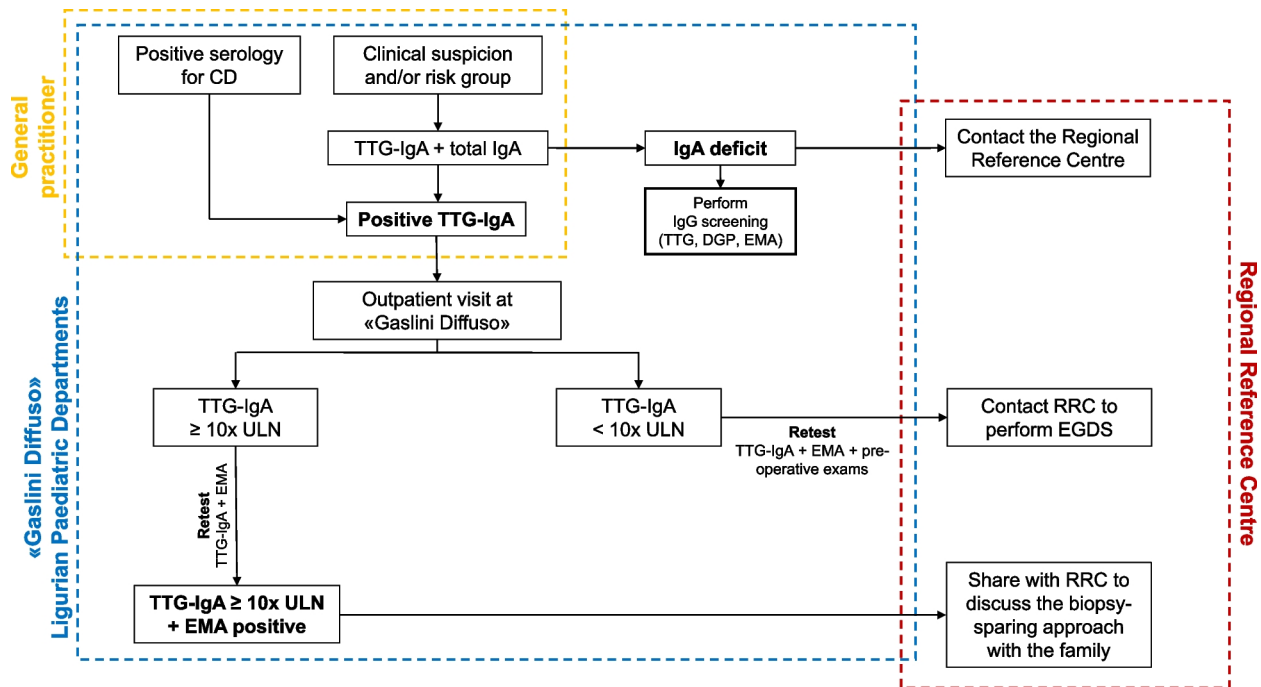 General
practitioner
Positive serology
for CD
Clinical suspicion
and/or risk group
TTG-IgA + total IgA
IgA deficit
Contact the Regional
Reference Centre
Positive TTG-IgA
Perform
IgG screening
(TTG, DGP, EMA)
Outpatient visit at
«Gaslini Diffuso»
«Gaslini Diffuso»
Ligurian Paediatric Departments
Regional Reference Centre
TTG-IgA
≥ 10x ULN
TTG-IgA
< 10x ULN
Retest
TTG-IgA + EMA + pre-
operative exams
Contact RRC to
perform EGDS
Retest
TTG-IgA + EMA
TTG-IgA ≥ 10x ULN
+ EMA positive
Share with RRC to
discuss the biopsy-
sparing approach
with the family